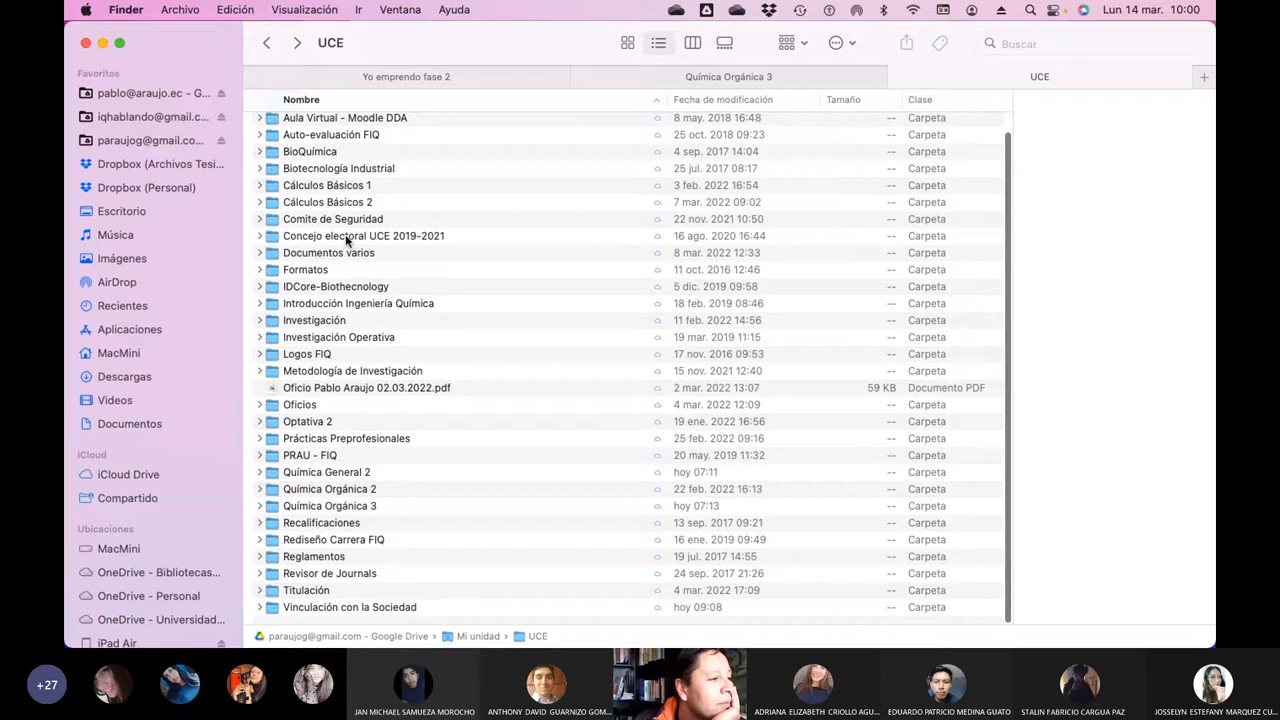 Finder Archivo Edición Visualización Ir Ventana Ayuda Lun 14 mar. 10:00
UCE Buscar
Yo emprendo fase 2 Química Orgánica 3 UCE +
Favoritos
pablo@araujo.ec - G...
iqhablando@gmail.c...
paraujog@gmail.co...
Dropbox (Archivos Tesi...
Dropbox (Personal)
Escritorio
Música
Imágenes
AirDrop
Recientes
Aplicaciones
MacMini
Descargas
Videos
Documentos
iCloud
iCloud Drive
Compartido
Ubicaciones
MacMini
OneDrive - Bibliotecas...
OneDrive - Personal
OneDrive - Universidad...
iPad Air
Nombre Fecha de modificación Tamaño Clase
Aula Virtual - Moodle DDA 8 may. 2018 16:48 -- Carpeta
Auto-evaluación FIQ 25 oct. 2018 09:23 -- Carpeta
BioQuímica 4 sep. 2017 14:04 -- Carpeta
Biotecnología Industrial 25 jul. 2017 08:17 -- Carpeta
Cálculos Básicos 1 3 feb. 2022 16:54 -- Carpeta
Cálculos Básicos 2 7 mar. 2022 09:02 -- Carpeta
Comite de Seguridad 22 nov. 2021 10:50 -- Carpeta
Concejo electoral UCE 2019-2021 16 ago. 2020 16:44 -- Carpeta
Documentos varios 8 mar. 2022 12:33 -- Carpeta
Formatos 11 oct. 2016 12:46 -- Carpeta
IDCore-Biothecnology 5 dic. 2019 09:58 -- Carpeta
Introducción Ingeniería Química 18 feb. 2019 08:46 -- Carpeta
Investigación 11 feb. 2022 14:56 -- Carpeta
Investigación Operativa 19 mar. 2019 11:15 -- Carpeta
Logos FIQ 17 nov. 2016 09:53 -- Carpeta
Metodología de Investigación 15 nov. 2021 12:40 -- Carpeta
Oficio Pablo Araujo 02.03.2022.pdf 2 mar. 2022 13:07 59 KB Documento PDF
Oficios 4 mar. 2022 12:09 -- Carpeta
Optativa 2 19 ene. 2022 16:56 -- Carpeta
Prácticas Preprofesionales 25 feb. 2022 09:16 -- Carpeta
PRAU - FIQ 20 may. 2019 11:32 -- Carpeta
Química General 2 hoy 07:11 -- Carpeta
Química Orgánica 2 22 feb. 2022 16:13 -- Carpeta
Química Orgánica 3 hoy 07:13 -- Carpeta
Recalificaciones 13 sep. 2017 09:21 -- Carpeta
Rediseño Carrera FIQ 16 ene. 2019 09:49 -- Carpeta
Reglamentos 19 jul. 2017 14:55 -- Carpeta
Revisor de Journals 24 sep. 2017 21:26 -- Carpeta
Titulación 4 mar. 2022 17:09 -- Carpeta
Vinculación con la Sociedad hoy 09:08 -- Carpeta
paraujog@gmail.com - Google Drive › Mi unidad › UCE
+27
JAN MICHAEL SAMUEZA MOROCHO ANTHONY DAVID GUARNIZO GOM... ADRIANA ELIZABETH CRIOLLO AGU... EDUARDO PATRICIO MEDINA GUATO STALIN FABRICIO CARGUA PAZ JOSSELYN ESTEFANY MARQUEZ CU...